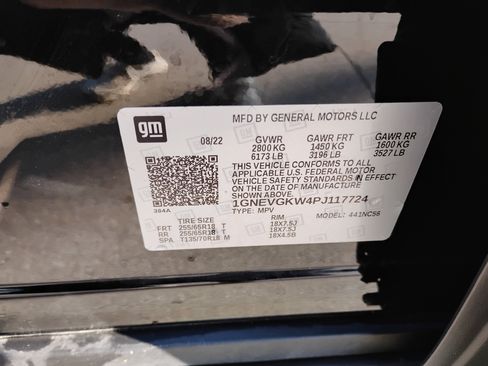 gm
MFD BY GENERAL MOTORS LLC
08/22 GVWR GAWR FRT GAWR RR
2800 KG 1450 KG 1600 KG
6173 LB 3196 LB 3527 LB
THIS VEHICLE CONFORMS TO ALL
APPLICABLE U.S. FEDERAL MOTOR
VEHICLE SAFETY STANDARDS IN EFFECT
ON THE DATE OF MANUFACTURE
SHOWN ABOVE.
1GNEVGKW4PJ117724
384A TYPE: MPV MODEL: 441NC56
TIRE SIZE RIM
FRT 255/65R18 T 18X7.5J
RR 255/65R18 T 18X7.5J
SPA T135/70R18 M 18X4.5B